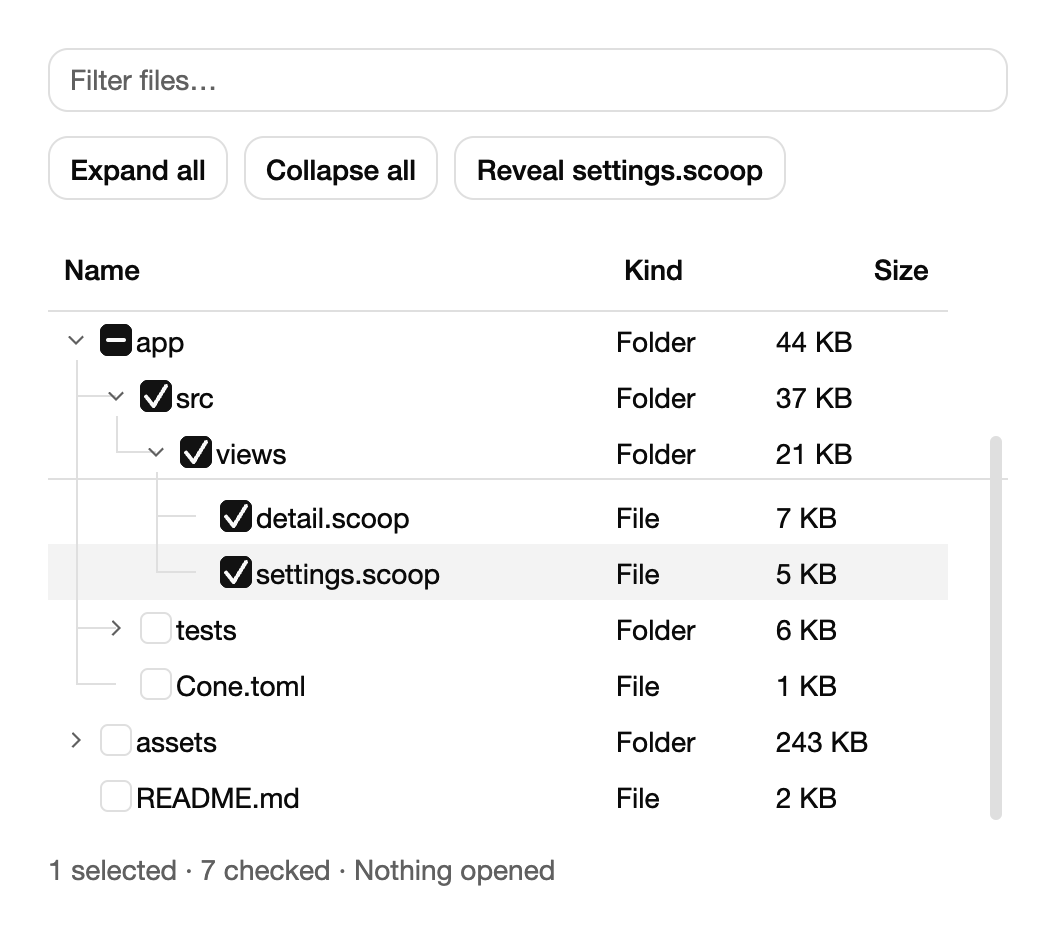 Filter files…
Expand all Collapse all Reveal settings.scoop
Name Kind Size
app Folder 44 KB
src Folder 37 KB
views Folder 21 KB
detail.scoop File 7 KB
settings.scoop File 5 KB
tests Folder 6 KB
Cone.toml File 1 KB
assets Folder 243 KB
README.md File 2 KB
1 selected · 7 checked · Nothing opened